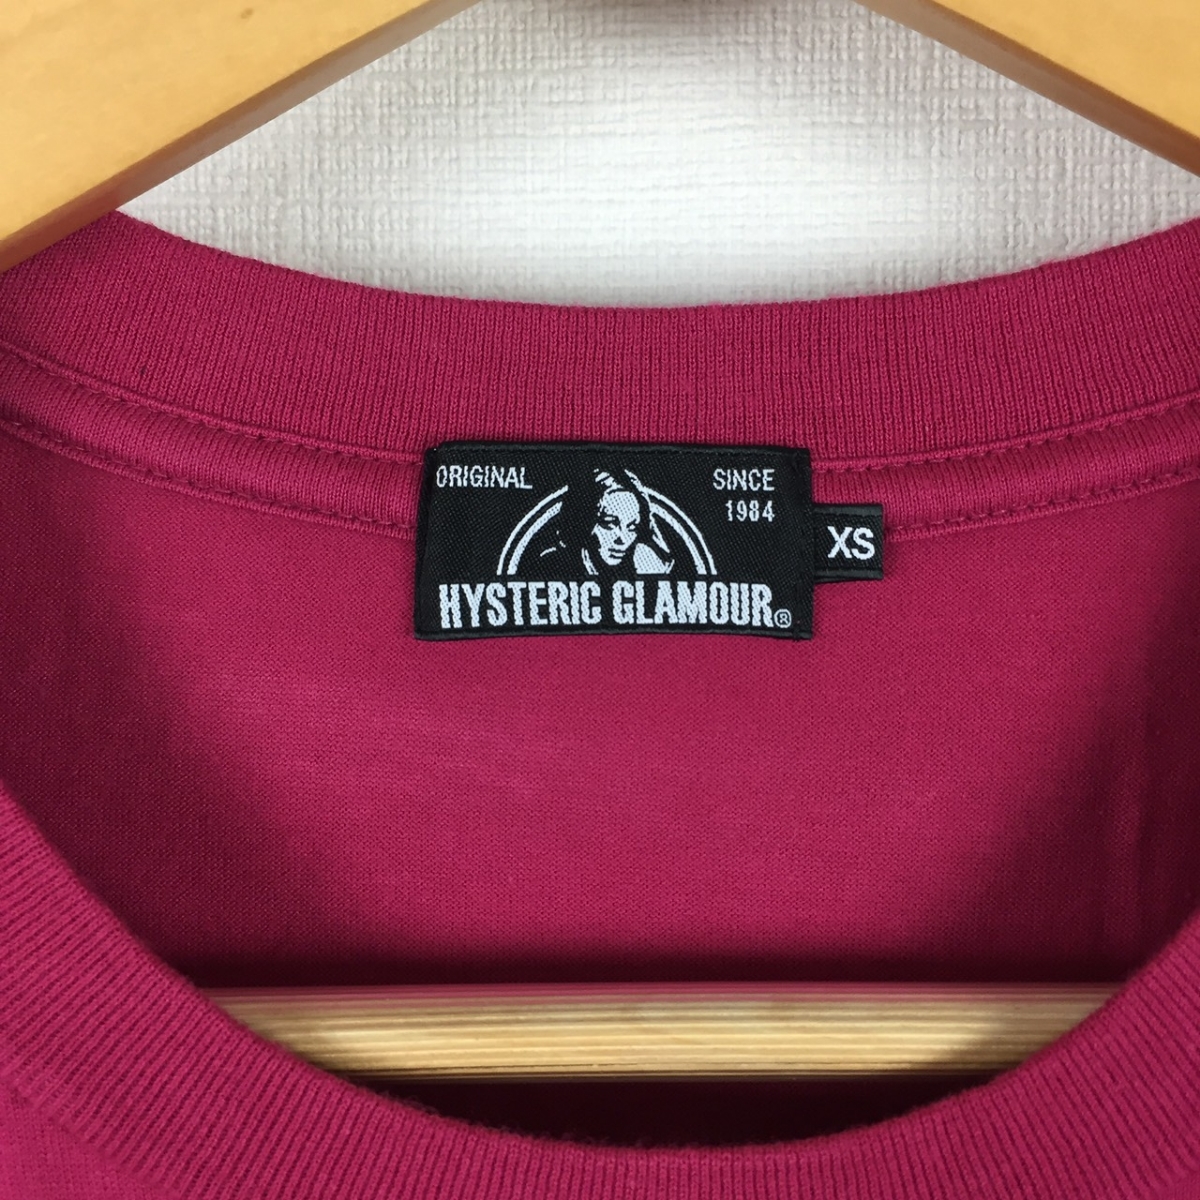 ORIGINAL
SINCE
1984
XS
HYSTERIC GLAMOUR®